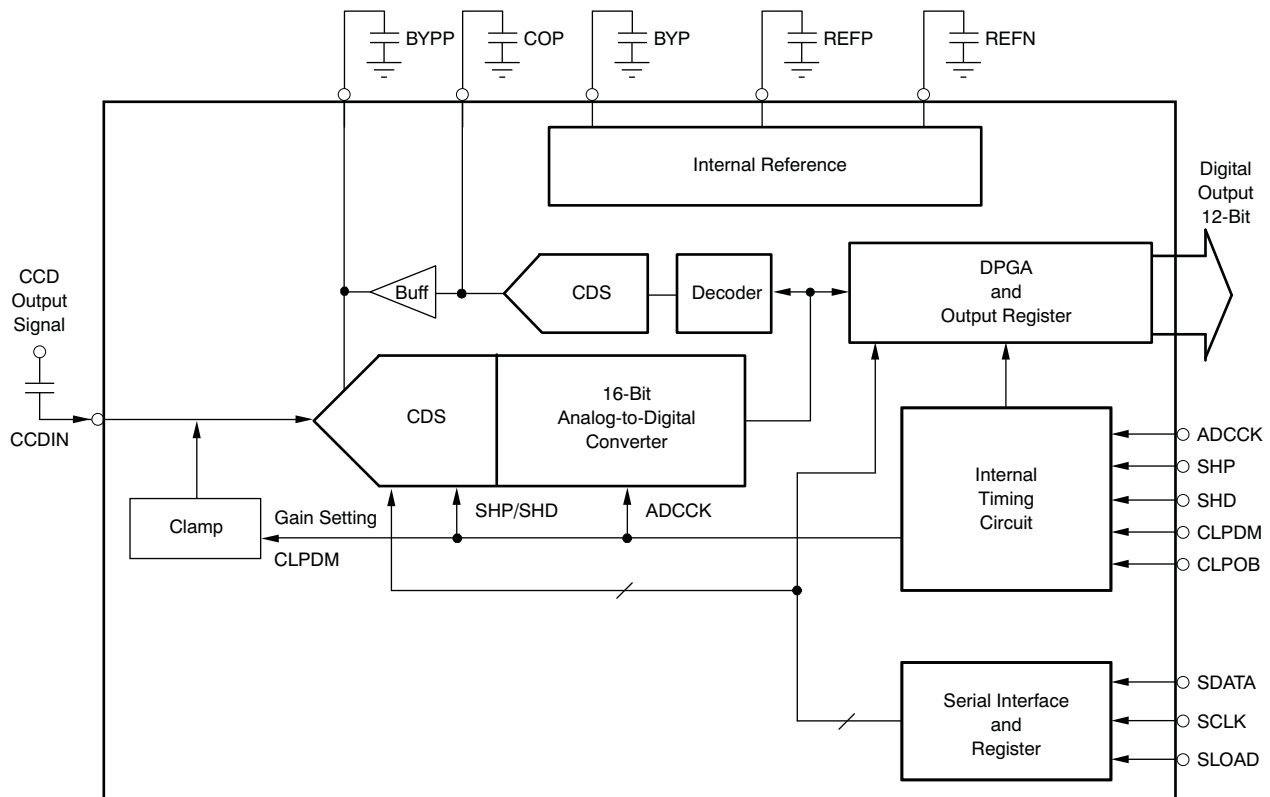 BYPP
COP
BYP
REFP
REFN
Internal Reference
Digital
Output
12-Bit
CCD
Output
Signal
Buff
CDS
Decoder
DPGA
and
Output Register
CCDIN
CDS
16-Bit
Analog-to-Digital
Converter
Internal
Timing
Circuit
ADCCK
SHP
SHD
CLPDM
CLPOB
Clamp
Gain Setting
CLPDM
SHP/SHD
ADCCK
Serial Interface
and
Register
SDATA
SCLK
SLOAD